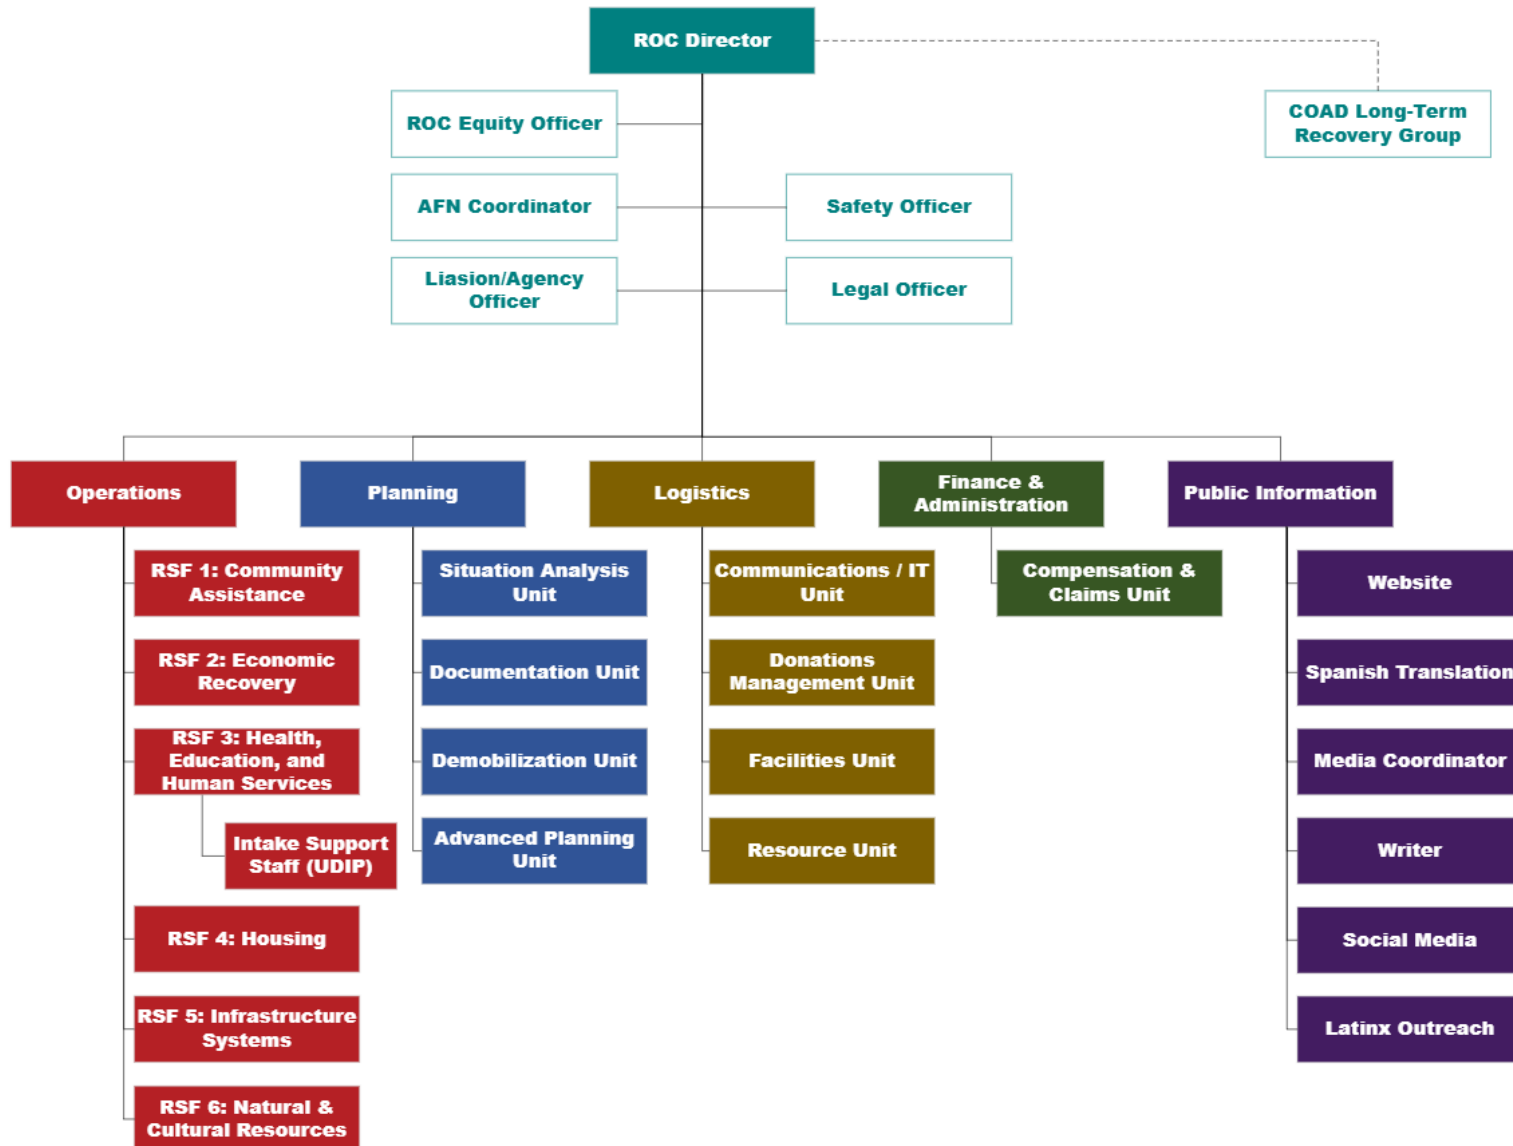 ROC Director
ROC Equity Officer
COAD Long-Term
Recovery Group
AFN Coordinator
Safety Officer
Liasion/Agency
Officer
Legal Officer
Operations
Planning
Logistics
Finance &
Administration
Public Information
RSF 1: Community
Assistance
RSF 2: Economic
Recovery
RSF 3: Health,
Education, and
Human Services
Intake Support
Staff (UDIP)
RSF 4: Housing
RSF 5: Infrastructure
Systems
RSF 6: Natural &
Cultural Resources
Situation Analysis
Unit
Documentation Unit
Demobilization Unit
Advanced Planning
Unit
Communications / IT
Unit
Donations
Management Unit
Facilities Unit
Resource Unit
Compensation &
Claims Unit
Website
Spanish Translation
Media Coordinator
Writer
Social Media
Latinx Outreach